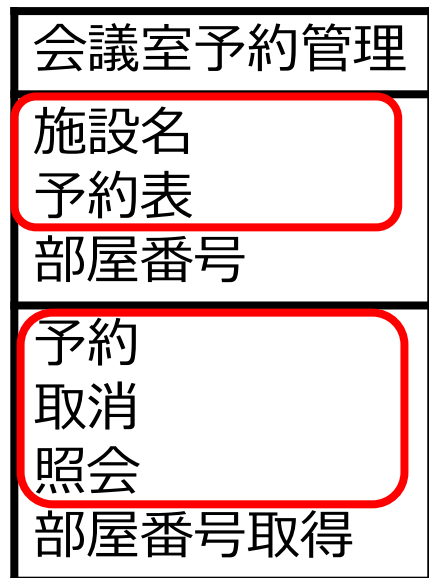 会議室予約管理
施設名
予約表
部屋番号
予約
取消
照会
部屋番号取得